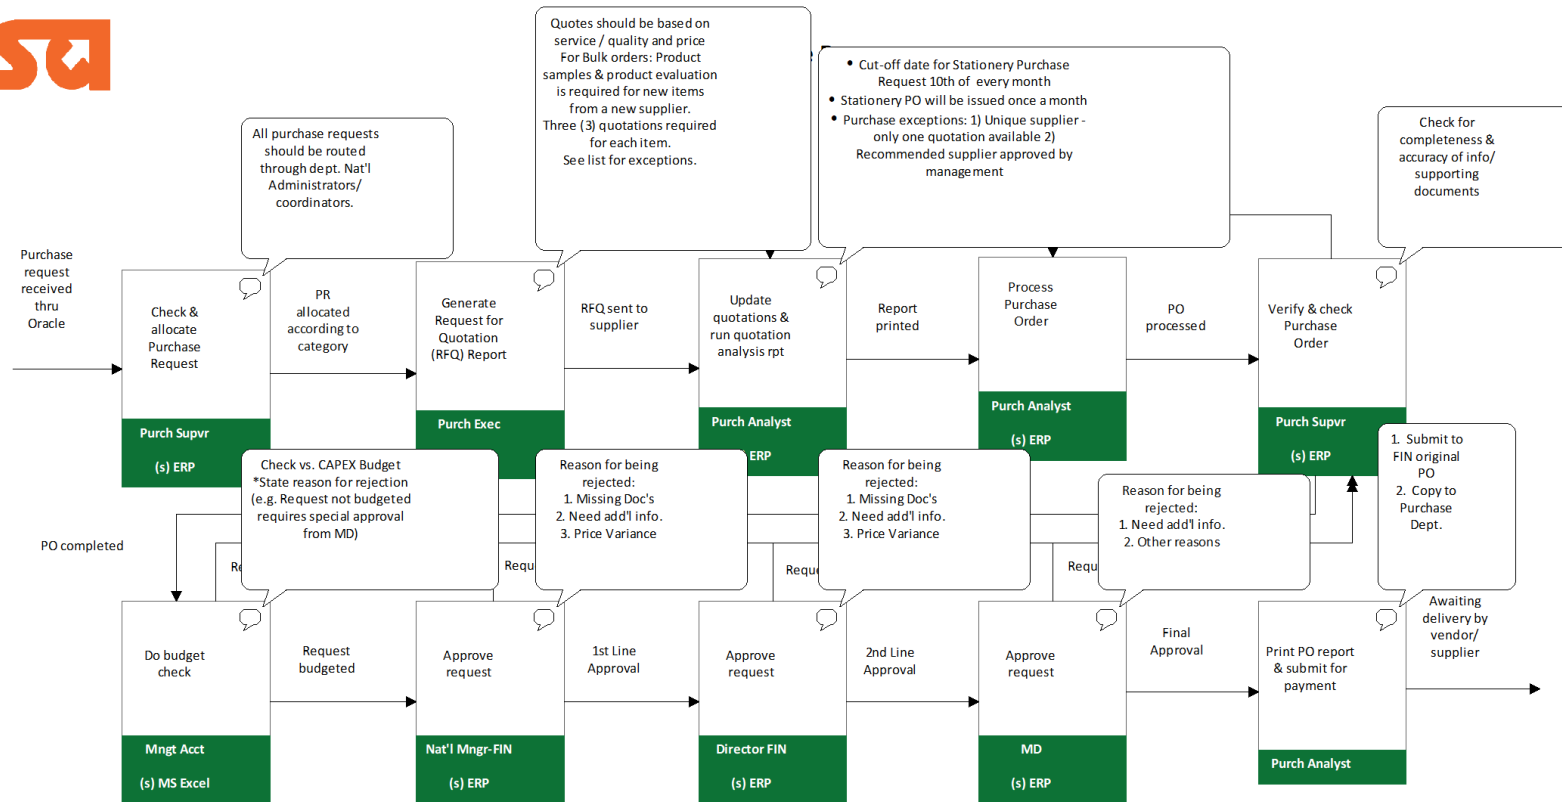 sa
Quotes should be based on
service / quality and price
For Bulk orders: Product
samples & product evaluation
is required for new items
from a new supplier.
Three (3) quotations required
for each item.
See list for exceptions.
• Cut-off date for Stationery Purchase
Request 10th of every month
• Stationery PO will be issued once a month
• Purchase exceptions: 1) Unique supplier -
only one quotation available 2)
Recommended supplier approved by
management
All purchase requests
should be routed
through dept. Nat'l
Administrators/
coordinators.
Check for
completeness &
accuracy of info/
supporting
documents
Purchase
request
received
thru
Oracle
Check &
allocate
Purchase
Request
Purch Supvr
(s) ERP
PR
allocated
according to
category
Generate
Request for
Quotation
(RFQ) Report
Purch Exec
RFQ sent to
supplier
Update
quotations &
run quotation
analysis rpt
Purch Analyst
ERP
Report
printed
Process
Purchase
Order
Purch Analyst
(s) ERP
PO
processed
Verify & check
Purchase
Order
Purch Supvr
(s) ERP
Check vs. CAPEX Budget
*State reason for rejection
(e.g. Request not budgeted
requires special approval
from MD)
Reason for being
rejected:
1. Missing Doc's
2. Need add'l info.
3. Price Variance
Reason for being
rejected:
1. Missing Doc's
2. Need add'l info.
3. Price Variance
Reason for being
rejected:
1. Need add'l info.
2. Other reasons
1. Submit to
FIN original
PO
2. Copy to
Purchase
Dept.
PO completed
Do budget
check
Mngt Acct
(s) MS Excel
Request
budgeted
Approve
request
Nat'l Mngr-FIN
(s) ERP
1st Line
Approval
Approve
request
Director FIN
(s) ERP
2nd Line
Approval
Approve
request
MD
(s) ERP
Final
Approval
Print PO report
& submit for
payment
Purch Analyst
Awaiting
delivery by
vendor/
supplier